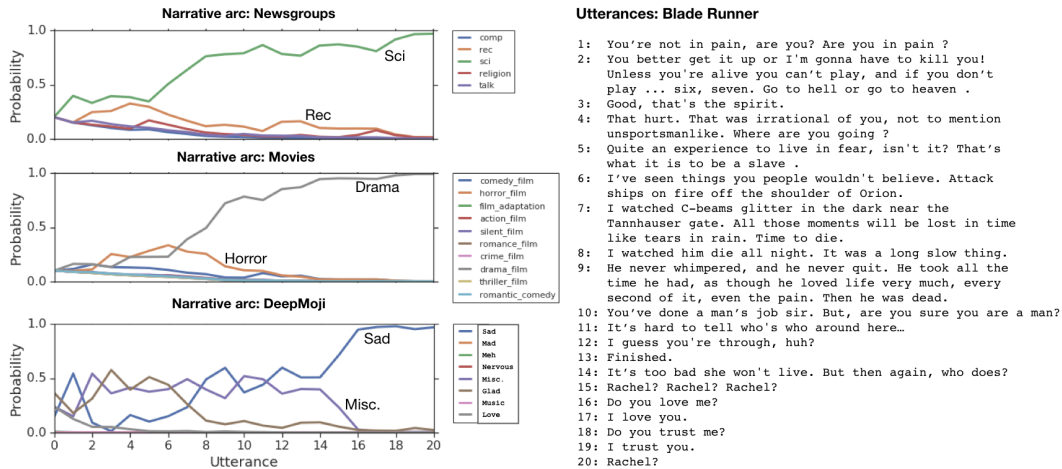 Narrative arc: Newsgroups
1.0
0.5
0.0
Probability
Sci
Rec
comp
rec
sci
religion
talk
Narrative arc: Movies
1.0
0.5
0.0
Probability
Drama
Horror
comedy_film
horror_film
film_adaptation
action_film
silent_film
romance_film
crime_film
drama_film
thriller_film
romantic_comedy
Narrative arc: DeepMoji
1.0
0.5
0.0
Probability
Sad
Misc.
Sad
Mad
Meh
Nervous
Misc.
Glad
Music
Love
0 2 4 6 8 10 12 14 16 18 20
Utterance
Utterances: Blade Runner
1: You're not in pain, are you? Are you in pain ?
2: You better get it up or I'm gonna have to kill you!
Unless you're alive you can't play, and if you don't
play ... six, seven. Go to hell or go to heaven .
3: Good, that's the spirit.
4: That hurt. That was irrational of you, not to mention
unsportsmanlike. Where are you going ?
5: Quite an experience to live in fear, isn't it? That's
what it is to be a slave .
6: I've seen things you people wouldn't believe. Attack
ships on fire off the shoulder of Orion.
7: I watched C-beams glitter in the dark near the
Tannhauser gate. All those moments will be lost in time
like tears in rain. Time to die.
8: I watched him die all night. It was a long slow thing.
9: He never whimpered, and he never quit. He took all the
time he had, as though he loved life very much, every
second of it, even the pain. Then he was dead.
10: You've done a man's job sir. But, are you sure you are a man?
11: It's hard to tell who's who around here…
12: I guess you're through, huh?
13: Finished.
14: It's too bad she won't live. But then again, who does?
15: Rachel? Rachel? Rachel?
16: Do you love me?
17: I love you.
18: Do you trust me?
19: I trust you.
20: Rachel?